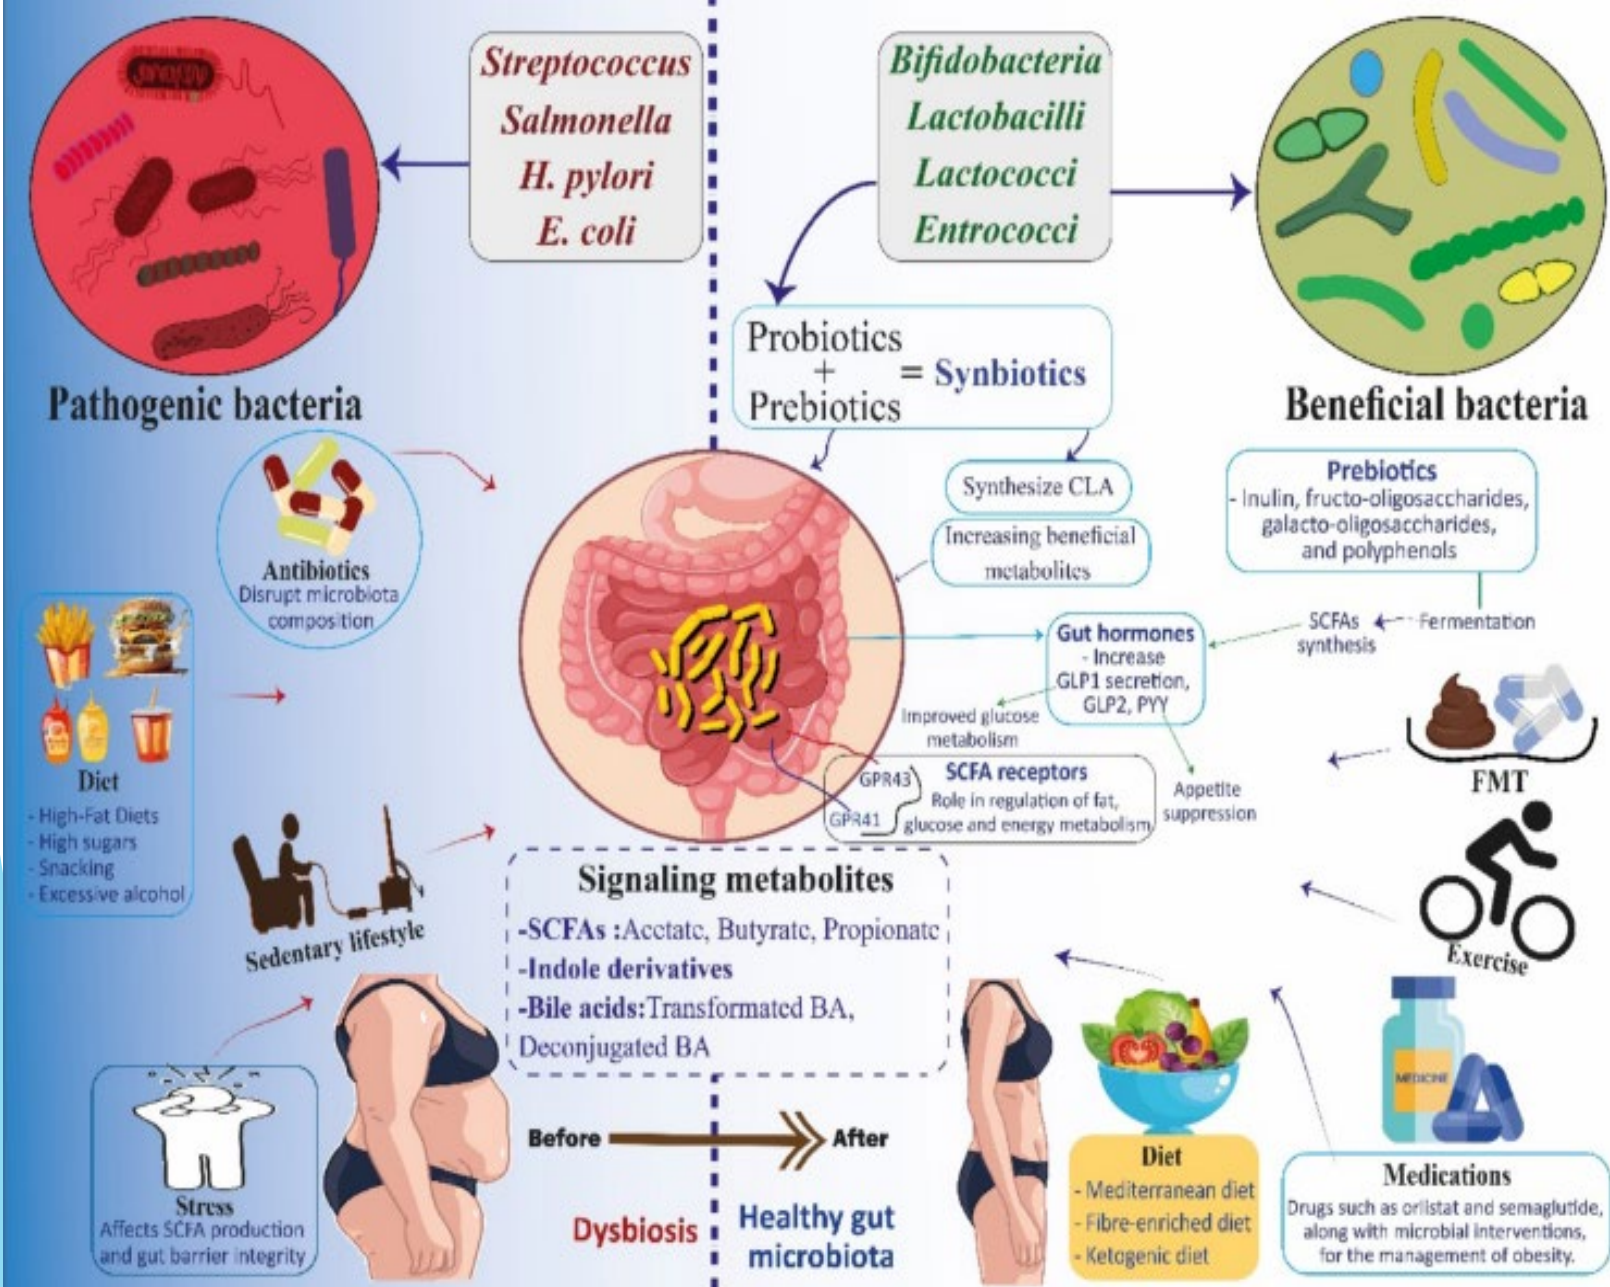 Streptococcus
Salmonella
H. pylori
E. coli
Bifidobacteria
Lactobacilli
Lactococci
Entrococci
Pathogenic bacteria
Beneficial bacteria
Probiotics
+
Prebiotics
= Synbiotics
Synthesize CLA
Increasing beneficial
metabolites
Prebiotics
- Inulin, fructo-oligosaccharides,
galacto-oligosaccharides,
and polyphenols
Fermentation
SCFAs
synthesis
Gut hormones
- Increase
GLP1 secretion,
GLP2, PYY
Improved glucose
metabolism
Appetite
suppression
GPR43
GPR41
SCFA receptors
Role in regulation of fat,
glucose and energy metabolism
Antibiotics
Disrupt microbiota
composition
Diet
- High-Fat Diets
- High sugars
- Snacking
- Excessive alcohol
Sedentary lifestyle
Stress
Affects SCFA production
and gut barrier integrity
Signaling metabolites
-SCFAs :Acetate, Butyrate, Propionate
-Indole derivatives
-Bile acids:Transformated BA,
Deconjugated BA
Before
After
Dysbiosis
Healthy gut
microbiota
FMT
Exercise
Diet
- Mediterranean diet
- Fibre-enriched diet
- Ketogenic diet
MEDICINE
Medications
Drugs such as orlistat and semaglutide,
along with microbial interventions,
for the management of obesity.